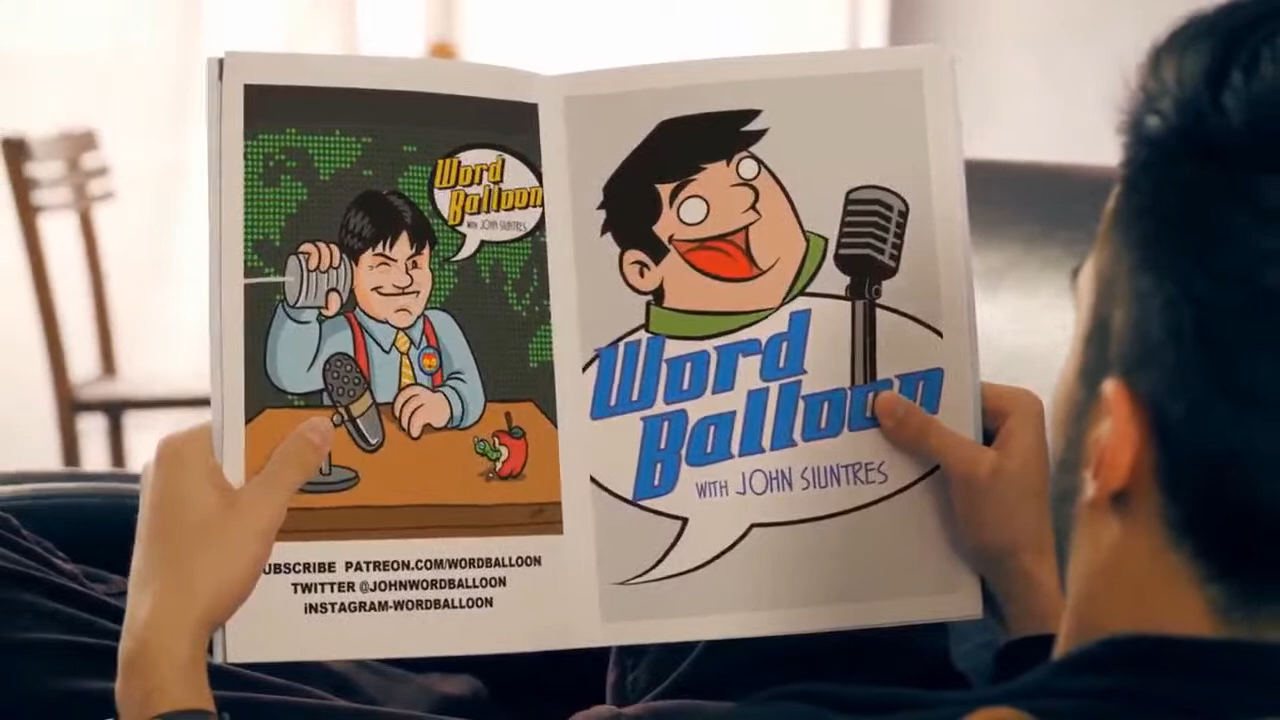 Word
Balloon
WITH JOHN SIUNTRES
UBSCRIBE PATREON.COM/WORDBALLOON
TWITTER @JOHNWORDBALLOON
iNSTAGRAM-WORDBALLOON
Word
Balloon
WITH JOHN SIUNTRES